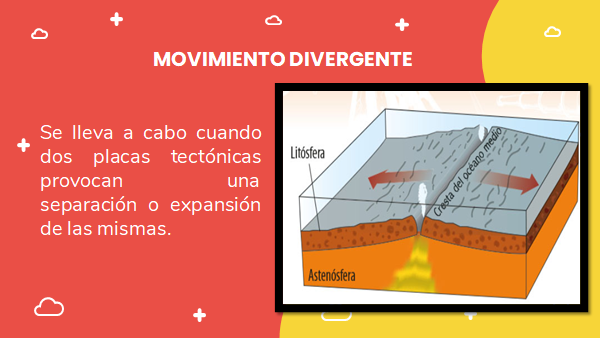 MOVIMIENTO DIVERGENTE
Se lleva a cabo cuando
dos placas tectónicas
provocan una
separación o expansión
de las mismas.
Litósfera
Cresta del océano medio
Astenósfera